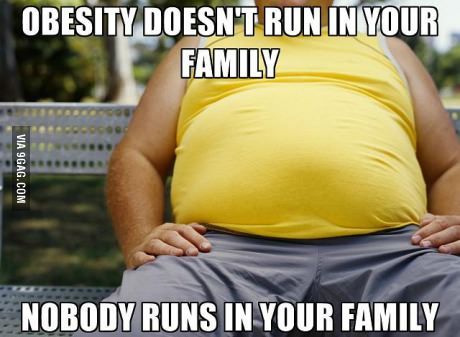 OBESITY DOESN'T RUN IN YOUR
FAMILY
VIA 9GAG.COM
NOBODY RUNS IN YOUR FAMILY